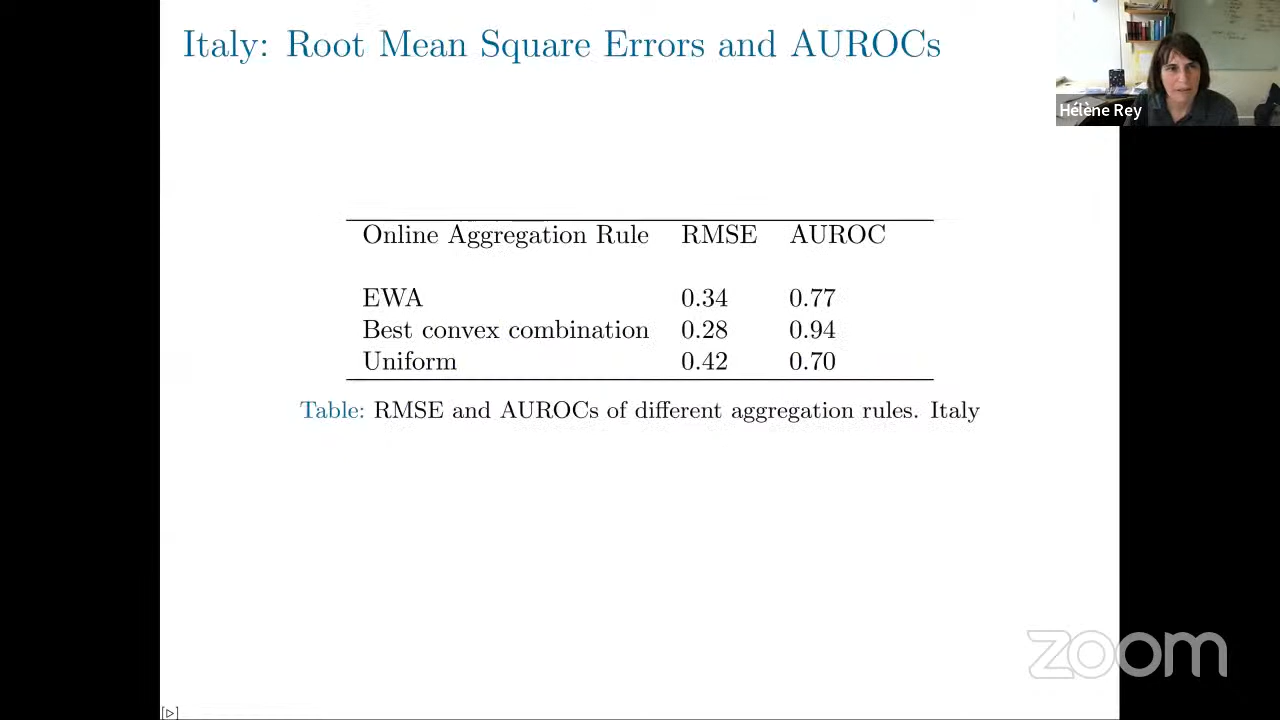 Italy: Root Mean Square Errors and AUROCs
Hélène Rey
Online Aggregation Rule RMSE AUROC
EWA 0.34 0.77
Best convex combination 0.28 0.94
Uniform 0.42 0.70
Table: RMSE and AUROCs of different aggregation rules. Italy
zoom